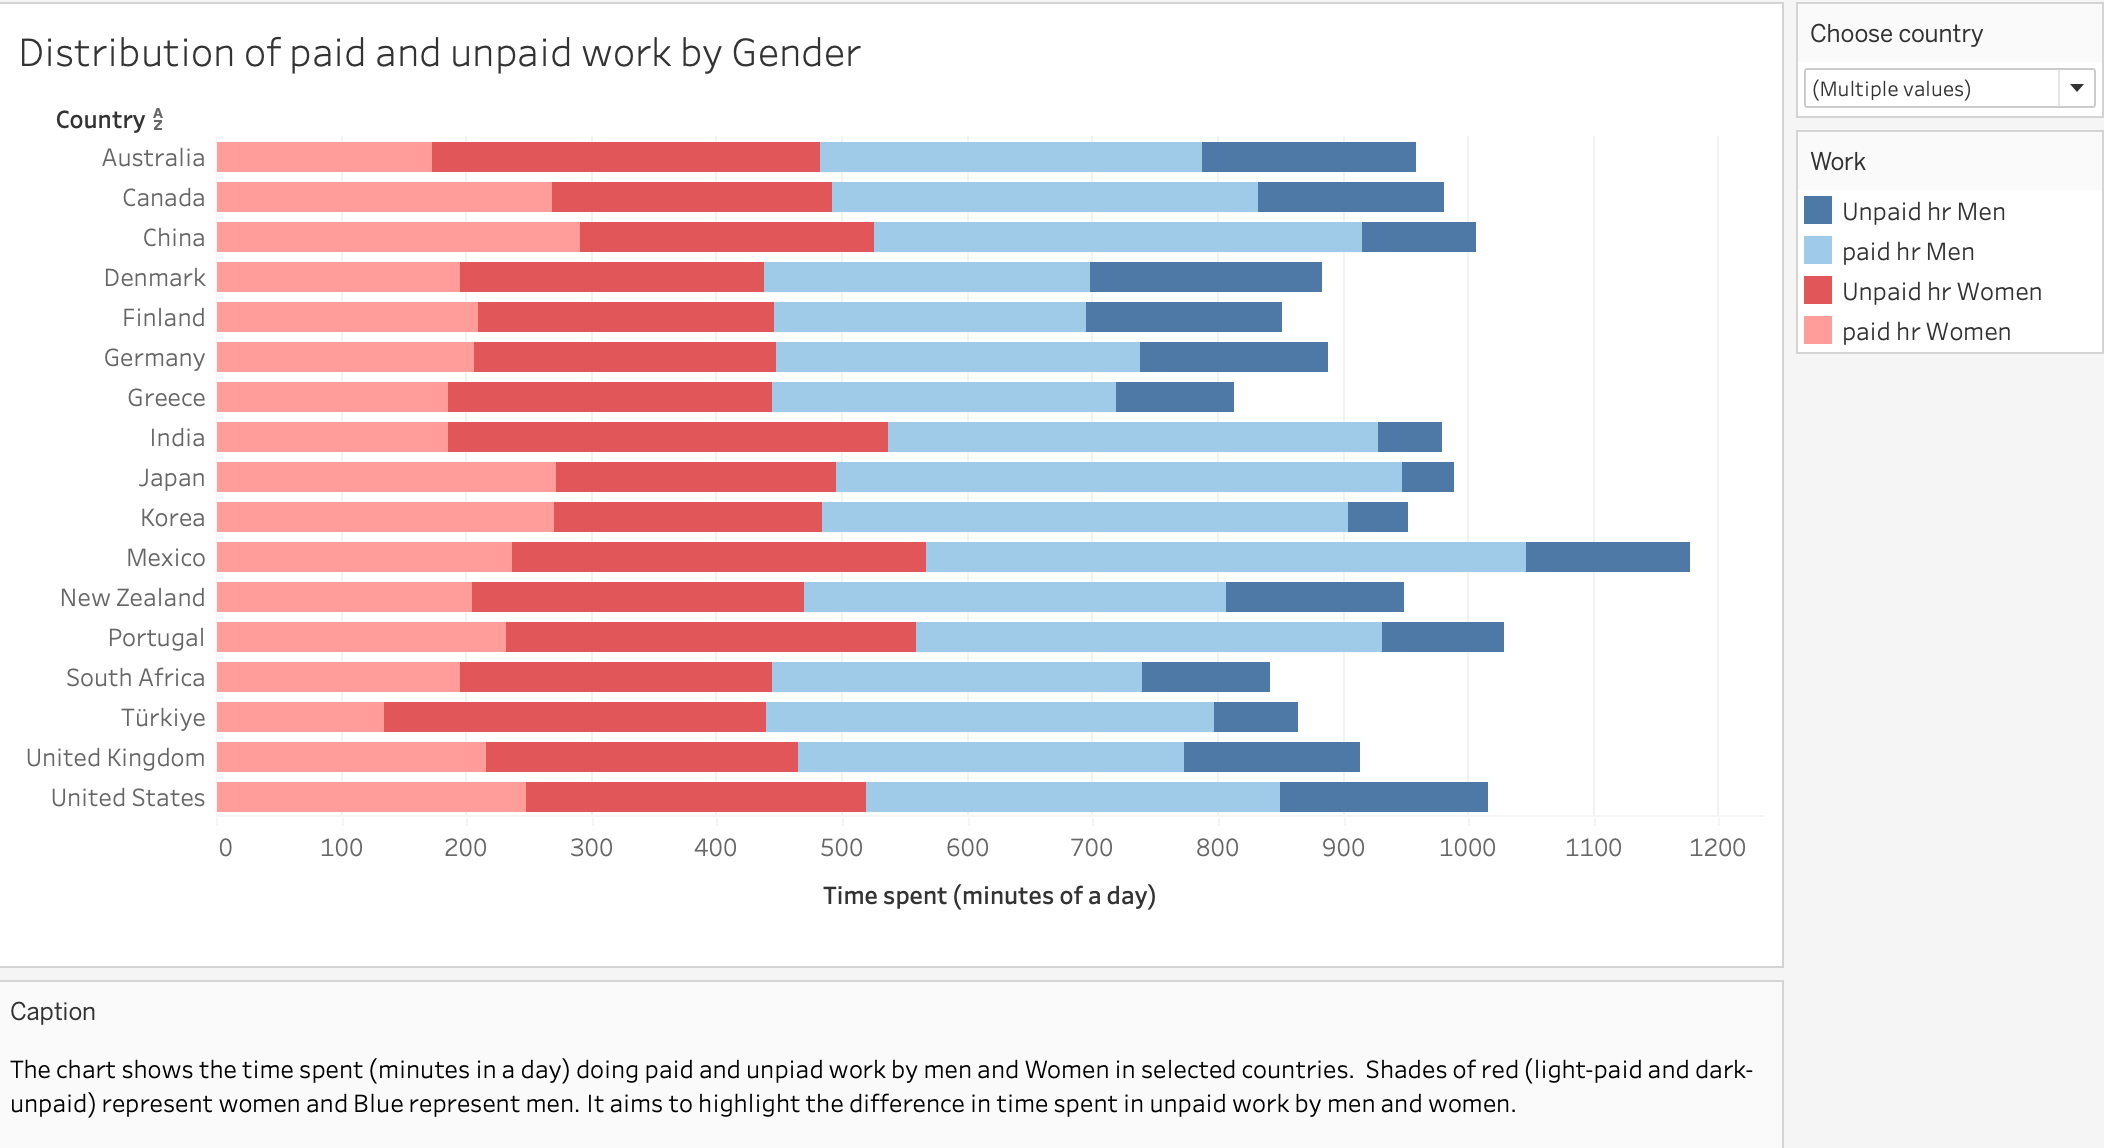 Distribution of paid and unpaid work by Gender
Choose country
(Multiple values)
Work
Unpaid hr Men
paid hr Men
Unpaid hr Women
paid hr Women
Country
Australia
Canada
China
Denmark
Finland
Germany
Greece
India
Japan
Korea
Mexico
New Zealand
Portugal
South Africa
Türkiye
United Kingdom
United States
0 100 200 300 400 500 600 700 800 900 1000 1100 1200
Time spent (minutes of a day)
Caption
The chart shows the time spent (minutes in a day) doing paid and unpiad work by men and Women in selected countries.  Shades of red (light-paid and dark-
unpaid) represent women and Blue represent men. It aims to highlight the difference in time spent in unpaid work by men and women.